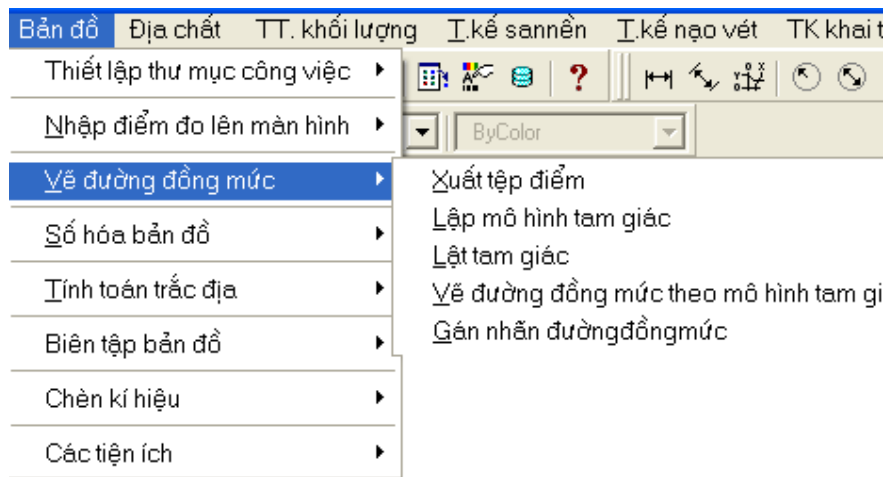 Bản đồ Địa chất TT. khối lượng T.kế sannền T.kế nạo vét TK khai t
Thiết lập thư mục công việc
ByColor
Nhập điểm đo lên màn hình
Vẽ đường đồng mức
Xuất tệp điểm
Lập mô hình tam giác
Lật tam giác
Vẽ đường đồng mức theo mô hình tam gi
Gán nhãn đườngđồngmức
Số hóa bản đồ
Tính toán trắc địa
Biên tập bản đồ
Chèn kí hiệu
Các tiện ích